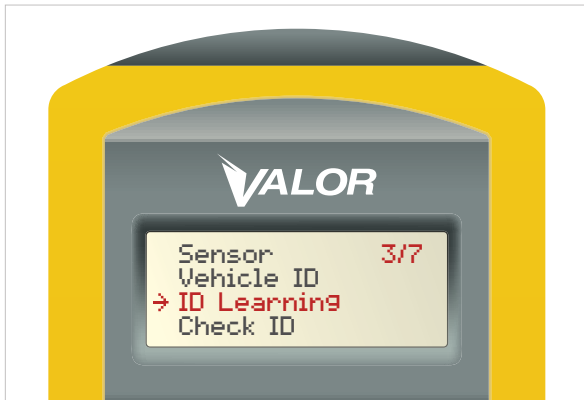 VALOR
Sensor 3/7
Vehicle ID
→ ID Learning
Check ID